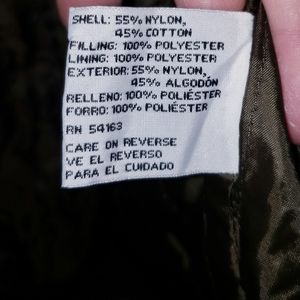 SHELL: 55% NYLON,
45% COTTON
FILLING: 100% POLYESTER
LINING: 100% POLYESTER
EXTERIOR: 55% NYLON,
45% ALGODÓN
RELLENO: 100% POLIÉSTER
FORRO: 100% POLIÉSTER
RN 54163
CARE ON REVERSE
VE EL REVERSO
PARA EL CUIDADO